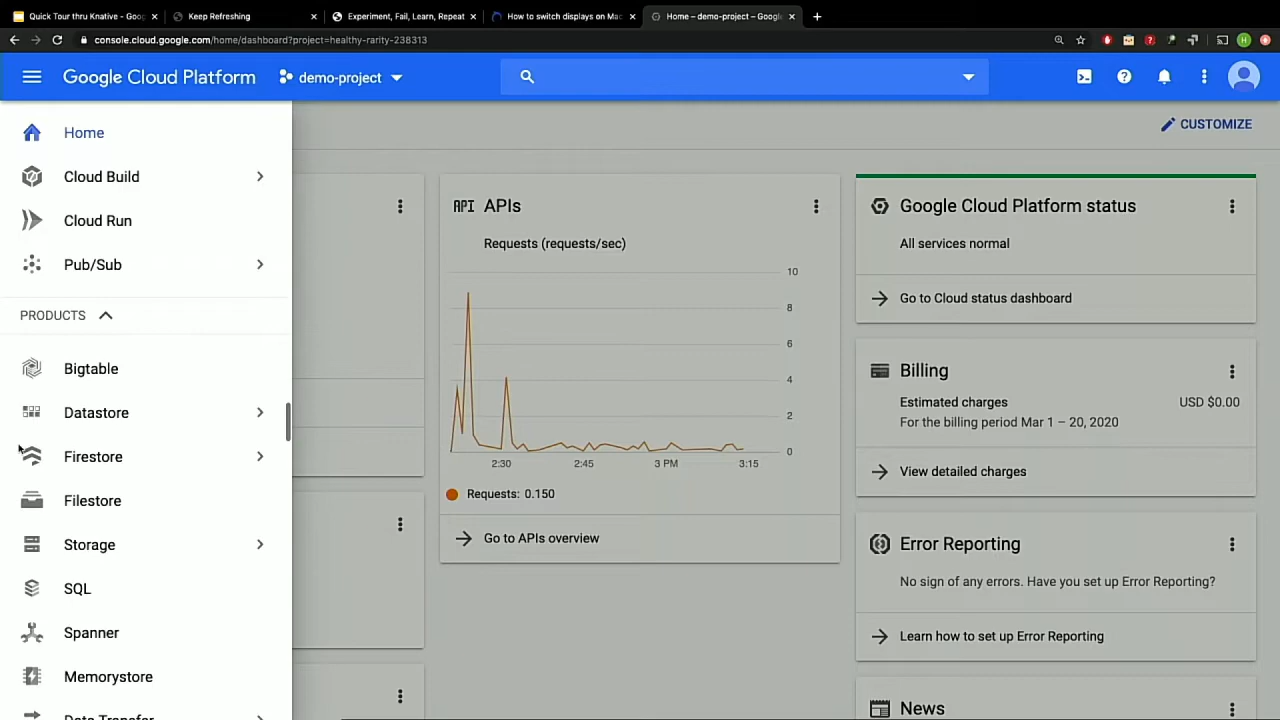 Quick Tour thru Knative - Goog
Keep Refreshing
Experiment, Fail, Learn, Repeat
How to switch displays on Mac
Home – demo-project – Google
console.cloud.google.com/home/dashboard?project=healthy-rarity-238313
Google Cloud Platform
demo-project
Home
Cloud Build
Cloud Run
Pub/Sub
PRODUCTS
Bigtable
Datastore
Firestore
Filestore
Storage
SQL
Spanner
Memorystore
Data Transfer
CUSTOMIZE
API APIs
Requests (requests/sec)
10
8
6
4
2
0
2:30 2:45 3 PM 3:15
Requests: 0.150
Go to APIs overview
Google Cloud Platform status
All services normal
Go to Cloud status dashboard
Billing
Estimated charges USD $0.00
For the billing period Mar 1 – 20, 2020
View detailed charges
Error Reporting
No sign of any errors. Have you set up Error Reporting?
Learn how to set up Error Reporting
News